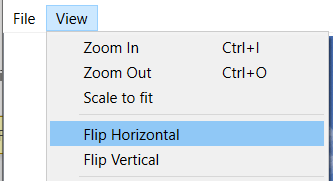 File View
Zoom In Ctrl+I
Zoom Out Ctrl+O
Scale to fit
Flip Horizontal
Flip Vertical